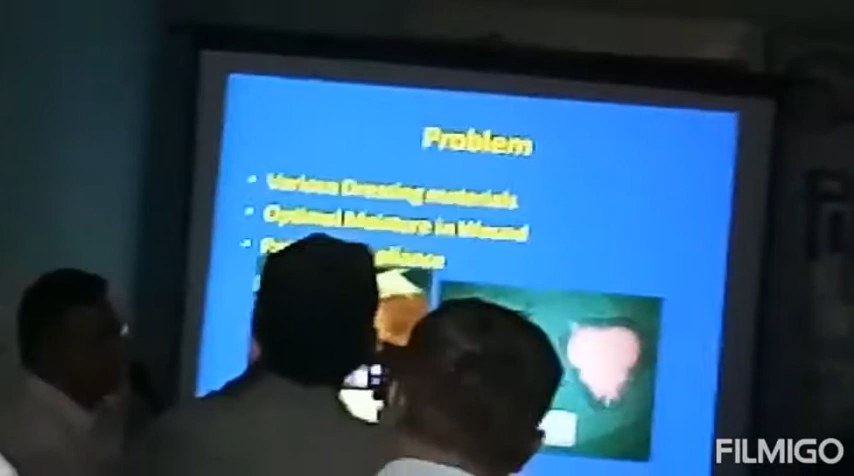 Problem
• Various Dressing materials
• Optimal Moisture in Wound
•
FILMIGO